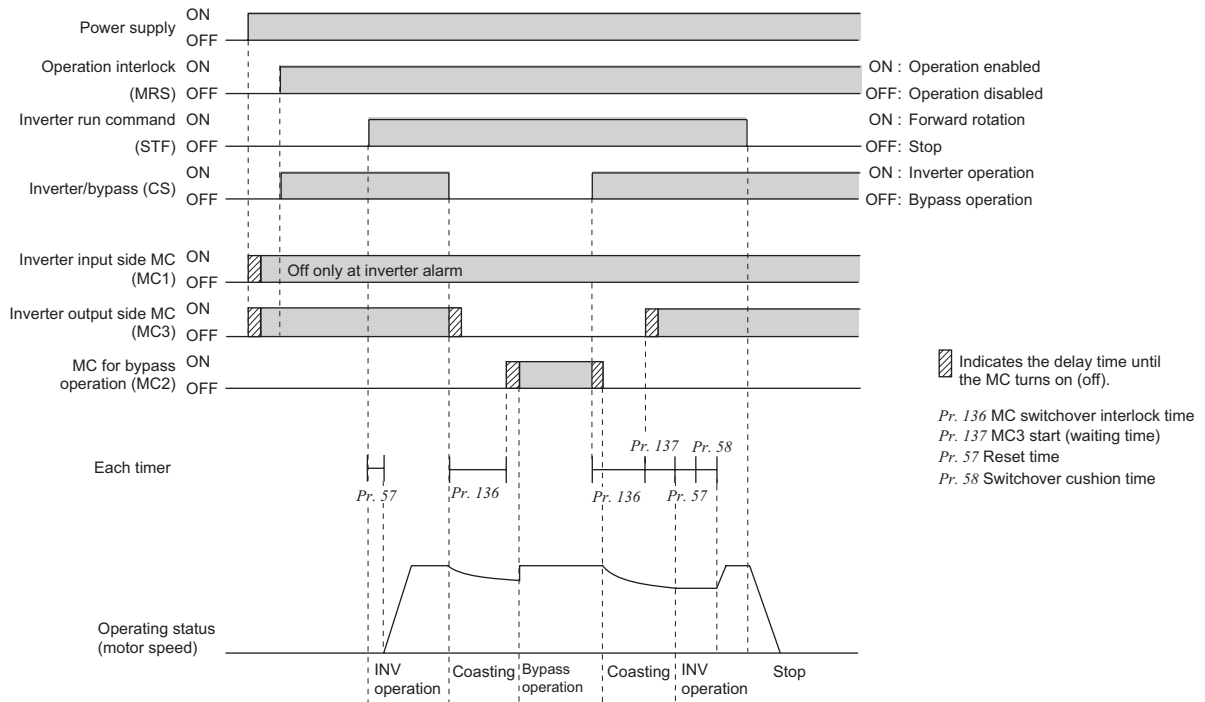 Power supply
ON
OFF
Operation interlock
(MRS)
ON
OFF
ON : Operation enabled
OFF: Operation disabled
Inverter run command
(STF)
ON
OFF
ON : Forward rotation
OFF: Stop
Inverter/bypass (CS)
ON
OFF
ON : Inverter operation
OFF: Bypass operation
Inverter input side MC
(MC1)
ON
OFF
Off only at inverter alarm
Inverter output side MC
(MC3)
ON
OFF
MC for bypass
operation (MC2)
ON
OFF
Indicates the delay time until
the MC turns on (off).
Pr. 136 MC switchover interlock time
Pr. 137 MC3 start (waiting time)
Pr. 57 Reset time
Pr. 58 Switchover cushion time
Each timer
Pr. 57
Pr. 136
Pr. 136
Pr. 137
Pr. 57
Pr. 58
Operating status
(motor speed)
INV
operation
Coasting
Bypass
operation
Coasting
INV
operation
Stop